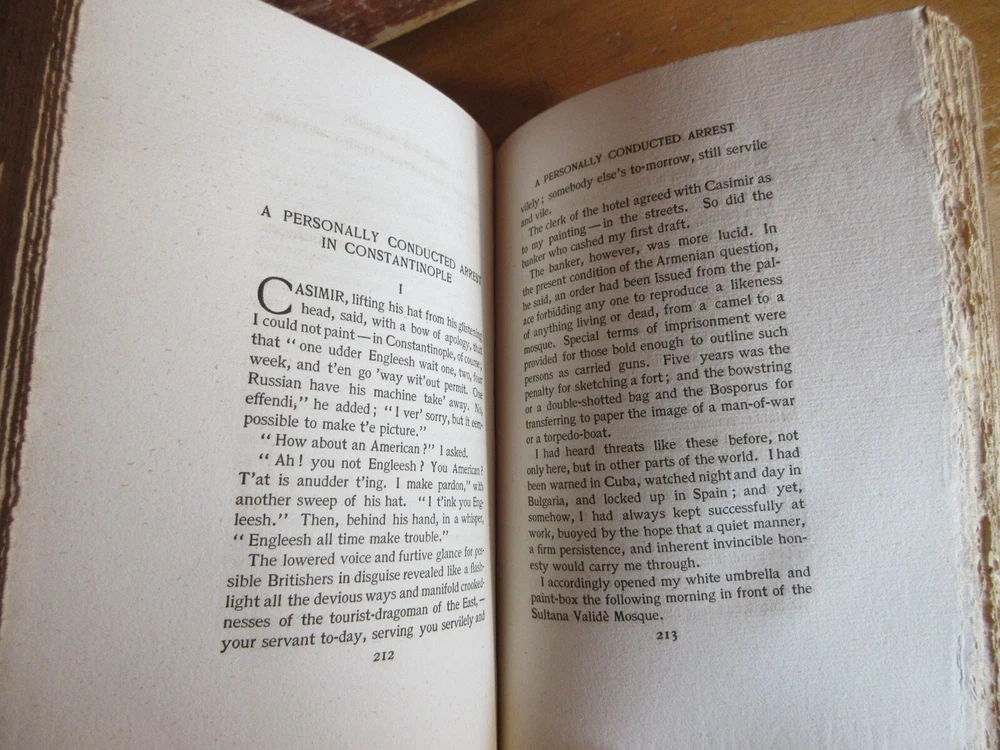 A PERSONALLY CONDUCTED ARREST
IN CONSTANTINOPLE
I
CASIMIR, lifting his hat from his glistening
head, said, with a bow of apology, that
I could not paint—in Constantinople, of course;
that "one udder Engleesh wait one, two, four
week, and t'en go 'way wit'out permit. One
Russian have his machine take' away. No,
effendi," he added; "I ver' sorry, but it eem-
possible to make t'e picture."
"How about an American?" I asked.
"Ah! you not Engleesh? You American?
T'at is anudder t'ing. I make pardon," with
another sweep of his hat. "I t'ink you Eng-
leesh." Then, behind his hand, in a whisper,
"Engleesh all time make trouble."
The lowered voice and furtive glance for pos-
sible Britishers in disguise revealed like a flash-
light all the devious ways and manifold crooked-
nesses of the tourist-dragoman of the East,—
your servant to-day, serving you servilely and
212
A PERSONALLY CONDUCTED ARREST
vilely; somebody else's to-morrow, still servile
and vile.
The clerk of the hotel agreed with Casimir as
to my painting—in the streets. So did the
banker who cashed my first draft.
The banker, however, was more lucid. In
the present condition of the Armenian question,
he said, an order had been issued from the pal-
ace forbidding any one to reproduce a likeness
of anything living or dead, from a camel to a
mosque. Special terms of imprisonment were
provided for those bold enough to outline such
persons as carried guns. Five years was the
penalty for sketching a fort; and the bowstring
or a double-shotted bag and the Bosporus for
transferring to paper the image of a man-of-war
or a torpedo-boat.
I had heard threats like these before, not
only here, but in other parts of the world. I had
been warned in Cuba, watched night and day in
Bulgaria, and locked up in Spain; and yet,
somehow, I had always kept successfully at
work, buoyed by the hope that a quiet manner,
a firm persistence, and inherent invincible hon-
esty would carry me through.
I accordingly opened my white umbrella and
paint-box the following morning in front of the
Sultana Validè Mosque.
213